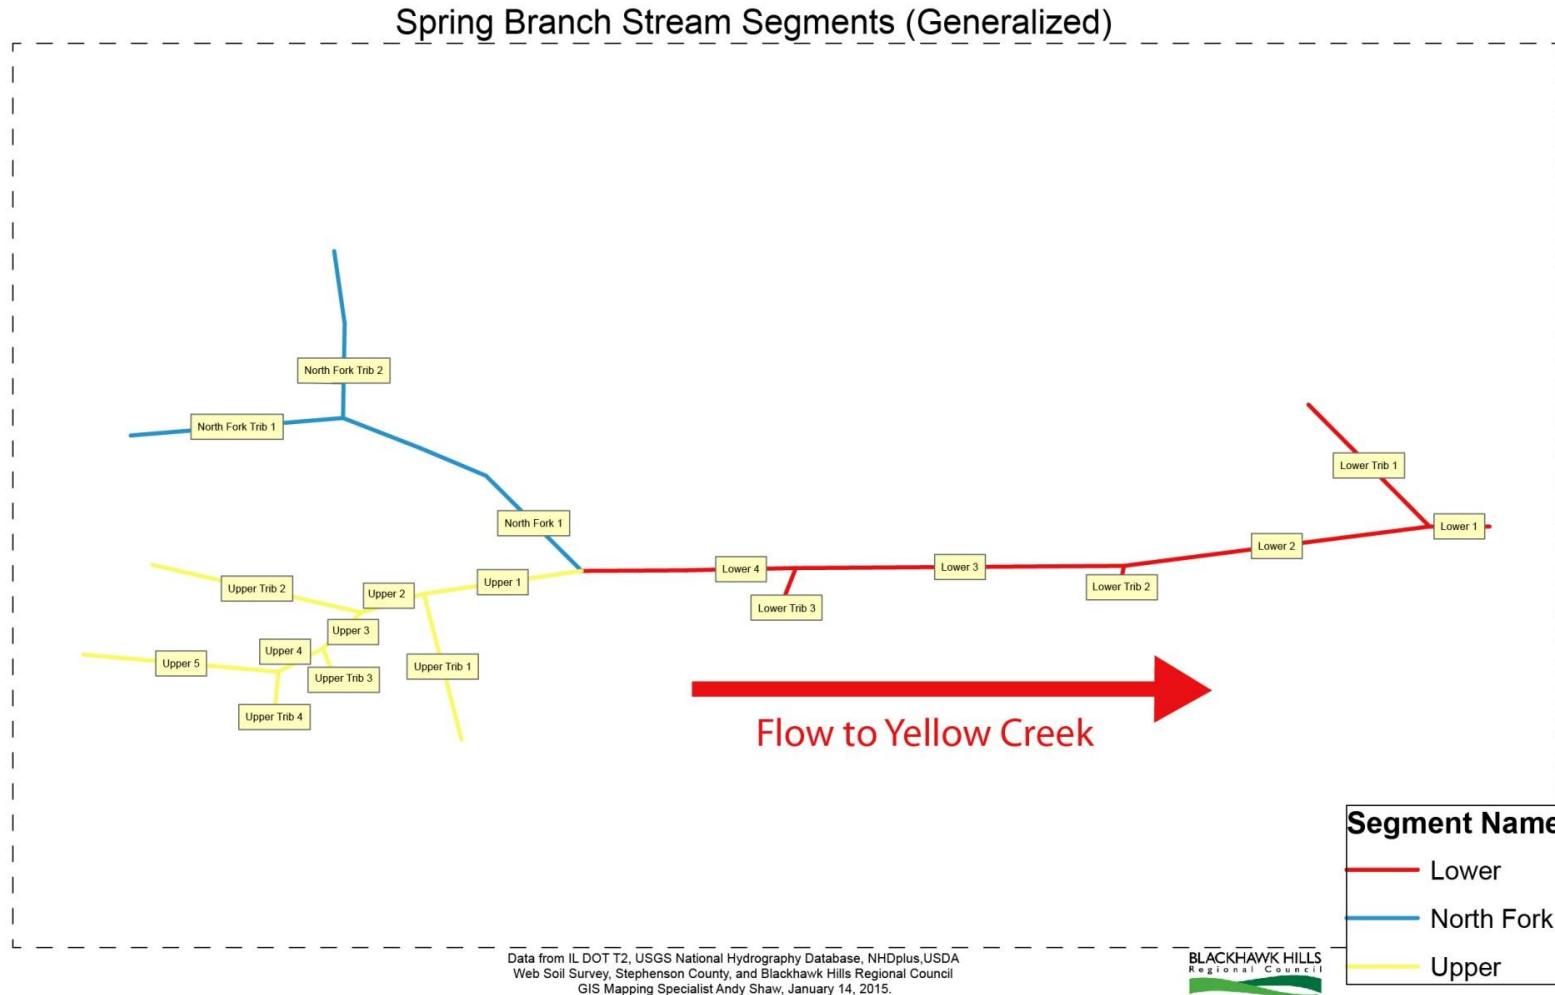 Spring Branch Stream Segments (Generalized)
North Fork Trib 2
North Fork Trib 1
Lower Trib 1
North Fork 1
Lower 1
Lower 2
Lower 4
Lower 3
Upper 1
Lower Trib 2
Upper Trib 2
Upper 2
Lower Trib 3
Upper 3
Upper 4
Upper 5
Upper Trib 1
Upper Trib 3
Upper Trib 4
Flow to Yellow Creek
Segment Name
Lower
North Fork
Upper
Data from IL DOT T2, USGS National Hydrography Database, NHDplus,USDA
Web Soil Survey, Stephenson County, and Blackhawk Hills Regional Council
GIS Mapping Specialist Andy Shaw, January 14, 2015.
BLACKHAWK HILLS
Regional Council